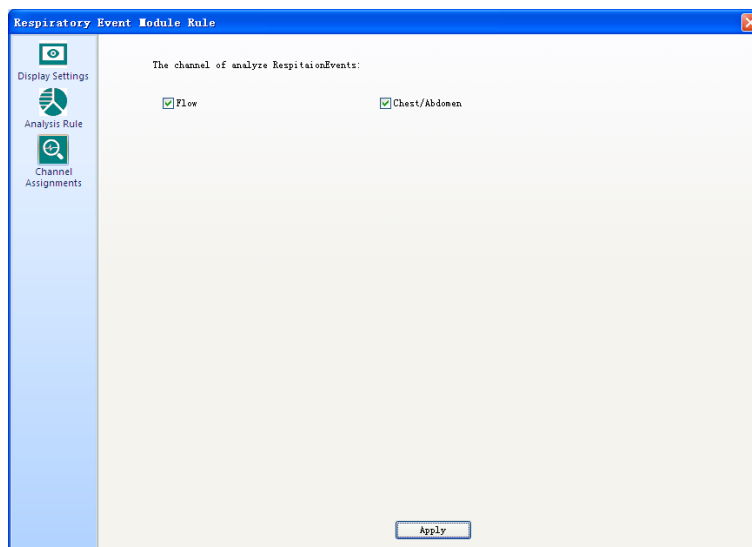 Respiratory Event Module Rule
Display Settings
Analysis Rule
Channel
Assignments
The channel of analyze RespitaionEvents:
Flow
Chest/Abdomen
Apply